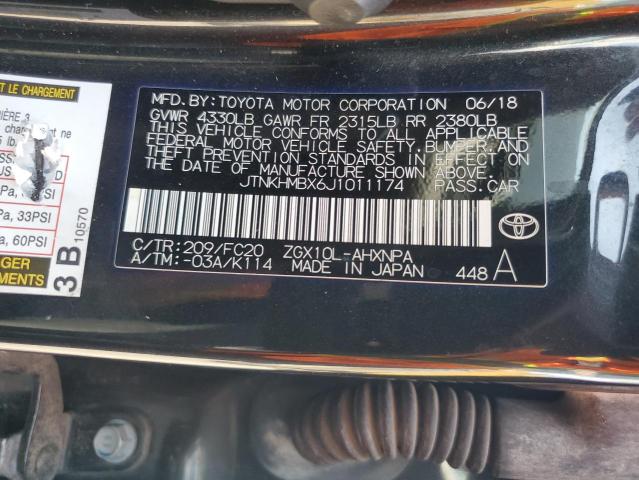 MFD.BY:TOYOTA MOTOR CORPORATION 06/18
GVWR 4330LB GAWR FR 2315LB RR 2380LB
THIS VEHICLE CONFORMS TO ALL APPLICABLE
FEDERAL MOTOR VEHICLE SAFETY,BUMPER,AND
THEFT PREVENTION STANDARDS IN EFFECT ON
THE DATE OF MANUFACTURE SHOWN ABOVE.
JTNKHMBX6J1011174 PASS.CAR
C/TR:209/FC20 ZGX10L-AHXNPA
A/TM:-03A/K114 MADE IN JAPAN 448 A
ET LE CHARGEMENT
3
ne
D
33PSI
60PSI
3 B 10570